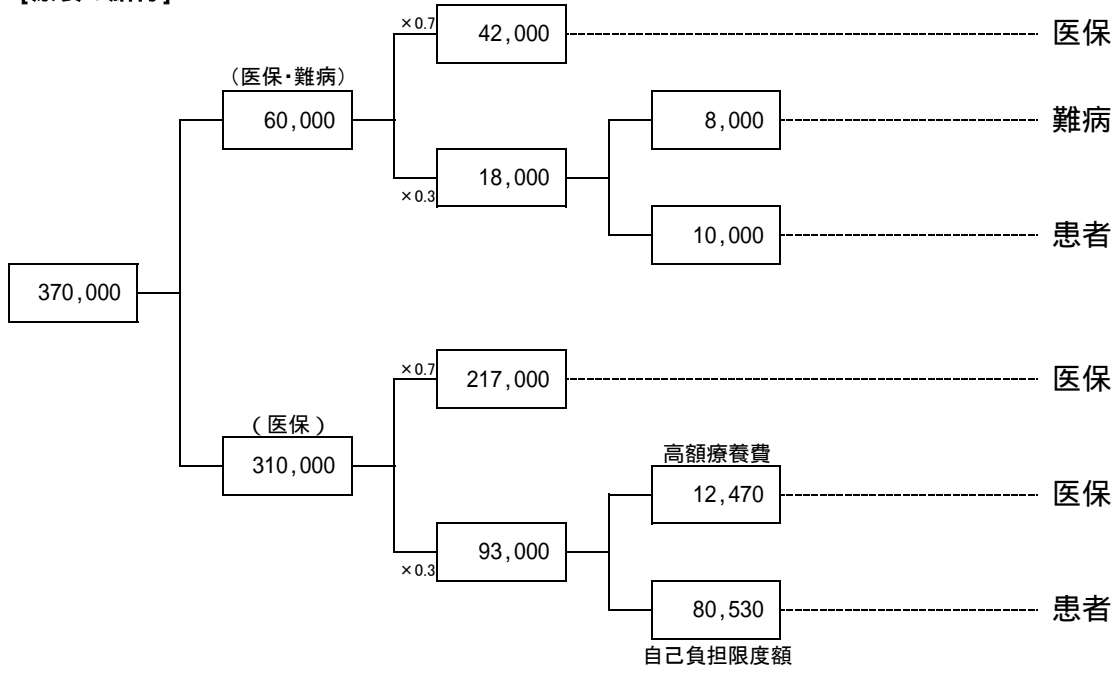 ×0.7
42,000
医保
(医保・難病)
60,000
8,000
難病
×0.3
18,000
10,000
患者
370,000
×0.7
217,000
医保
(医保)
310,000
高額療養費
12,470
医保
×0.3
93,000
80,530
患者
自己負担限度額